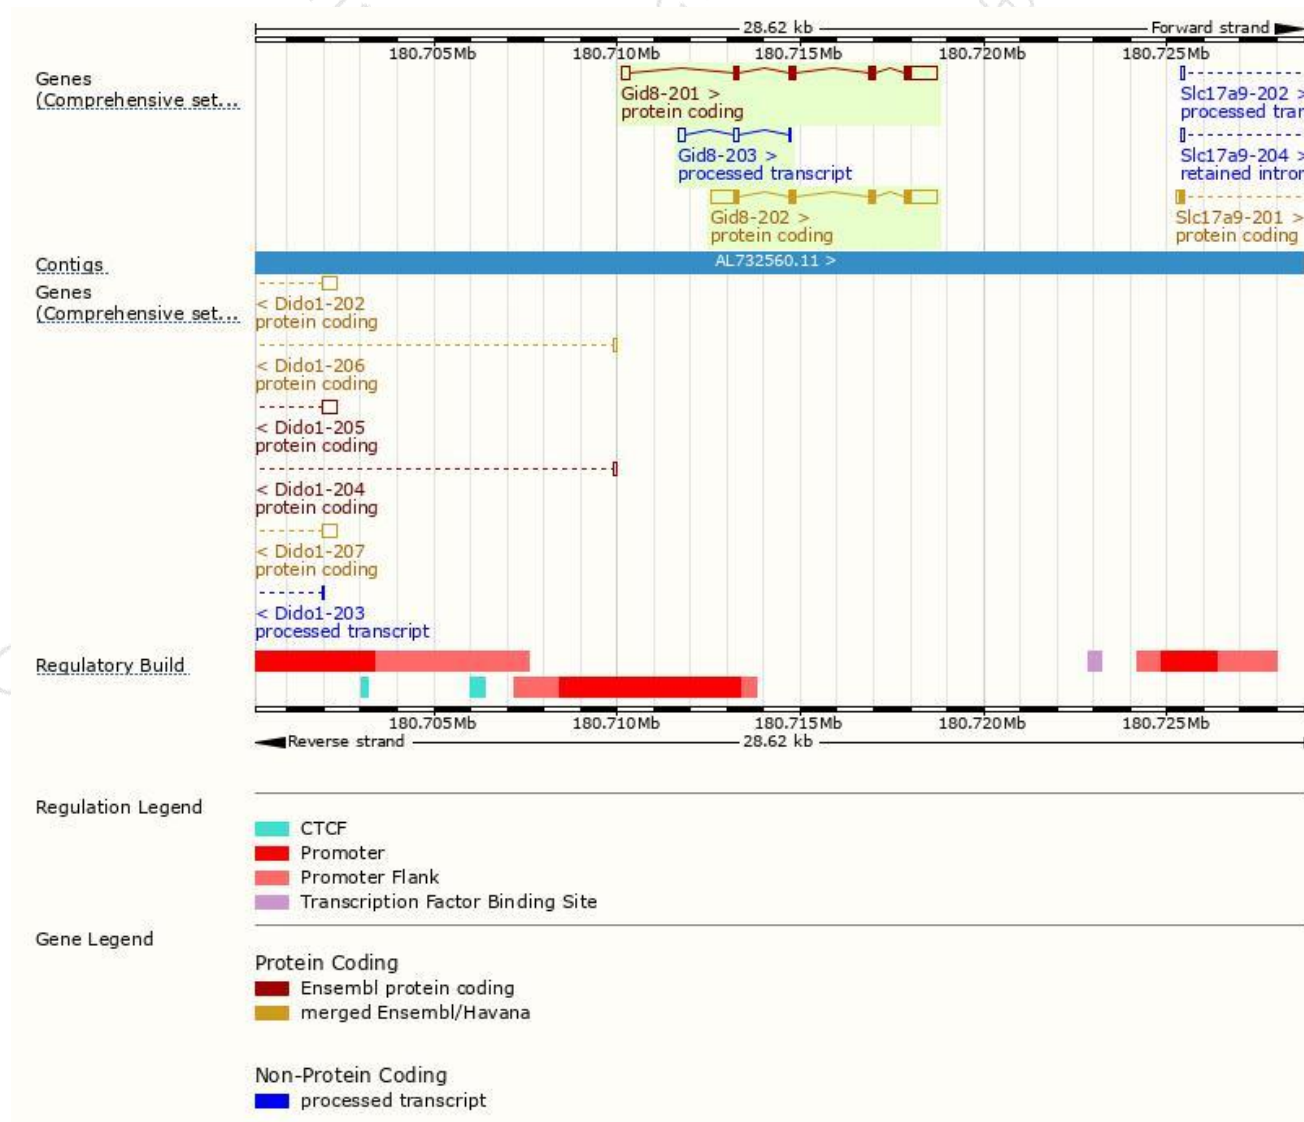 28.62 kb Forward strand
180.705Mb 180.710Mb 180.715Mb 180.720Mb 180.725Mb
Genes
(Comprehensive set...
Gid8-201 >
protein coding
Slc17a9-202 >
processed tran
Gid8-203 >
processed transcript
Slc17a9-204 >
retained intron
Gid8-202 >
protein coding
Slc17a9-201 >
protein coding
Contigs
AL732560.11 >
Genes
(Comprehensive set...
< Dido1-202
protein coding
< Dido1-206
protein coding
< Dido1-205
protein coding
< Dido1-204
protein coding
< Dido1-207
protein coding
< Dido1-203
processed transcript
Regulatory Build
180.705Mb 180.710Mb 180.715Mb 180.720Mb 180.725Mb
Reverse strand 28.62 kb
Regulation Legend
CTCF
Promoter
Promoter Flank
Transcription Factor Binding Site
Gene Legend
Protein Coding
Ensembl protein coding
merged Ensembl/Havana
Non-Protein Coding
processed transcript